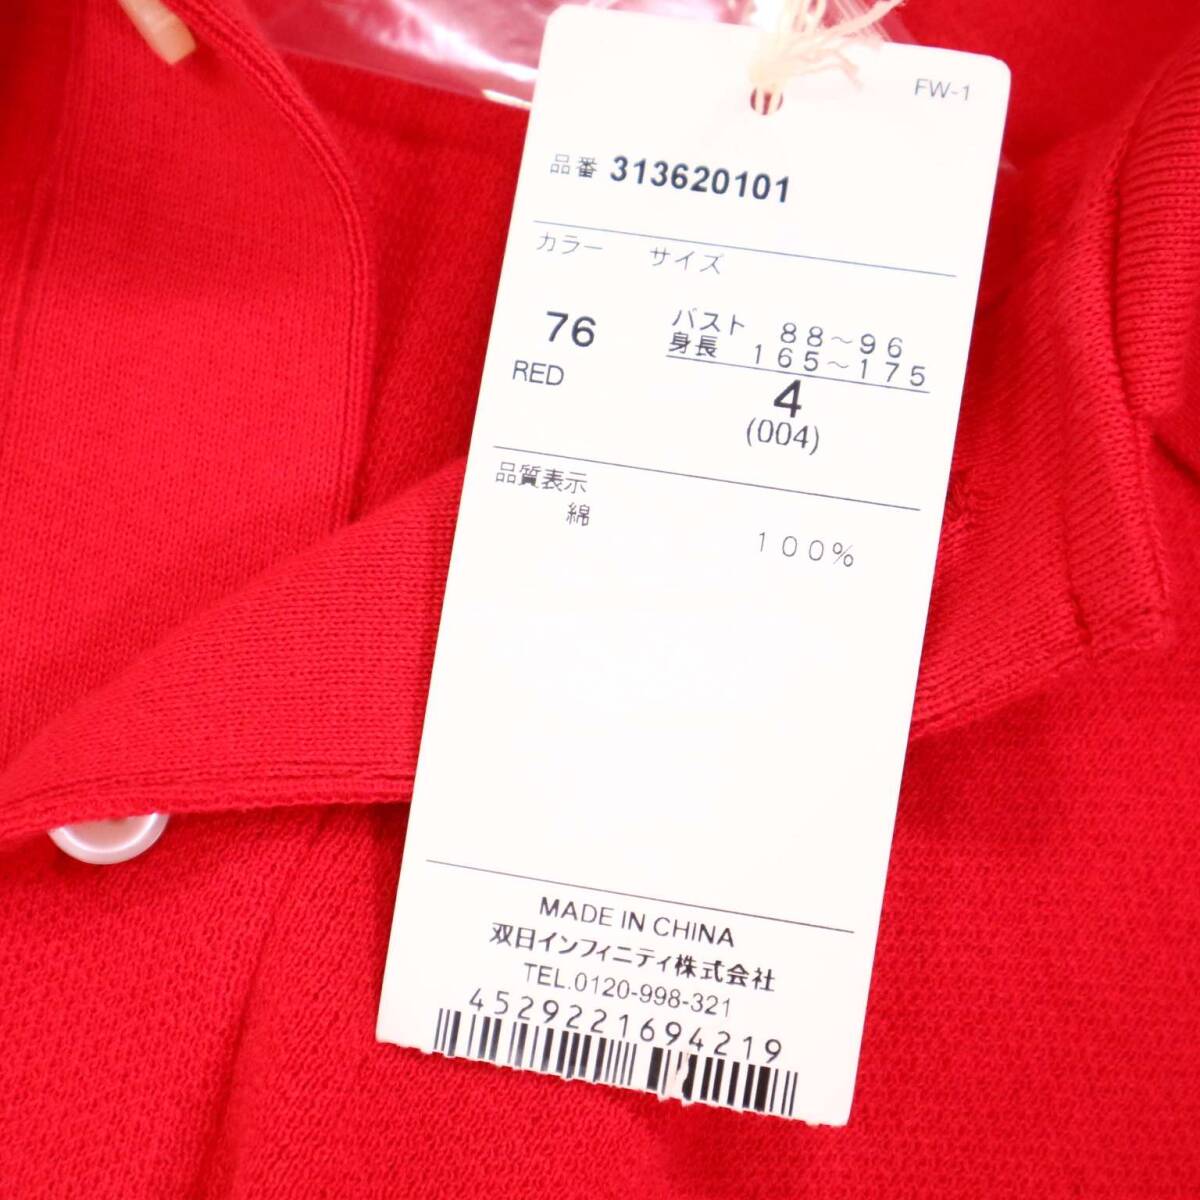 FW-1
品番 313620101
カラー サイズ
76 バスト 88~96
身長 165~175
RED 4
(004)
品質表示
綿 100%
MADE IN CHINA
双日インフィニティ株式会社
TEL.0120-998-321
4529221694219